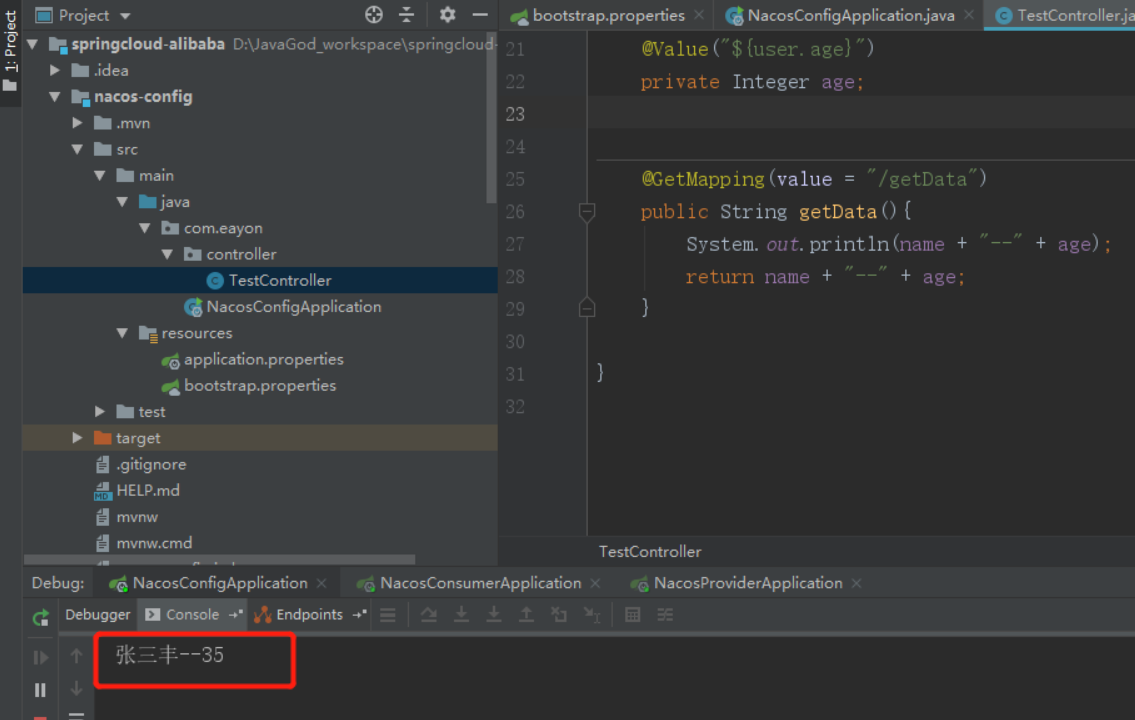 1: Project
Project
springcloud-alibaba D:\JavaGod_workspace\springcloud-
.idea
nacos-config
.mvn
src
main
java
com.eayon
controller
TestController
NacosConfigApplication
resources
application.properties
bootstrap.properties
test
target
.gitignore
HELP.md
mvnw
mvnw.cmd
bootstrap.properties NacosConfigApplication.java TestController.ja
21 @Value("${user.age}")
22 private Integer age;
23
24
25 @GetMapping(value = "/getData")
26 public String getData(){
27 System.out.println(name + "--" + age);
28 return name + "--" + age;
29 }
30
31 }
32
TestController
Debug: NacosConfigApplication NacosConsumerApplication NacosProviderApplication
Debugger Console Endpoints
张三丰--35